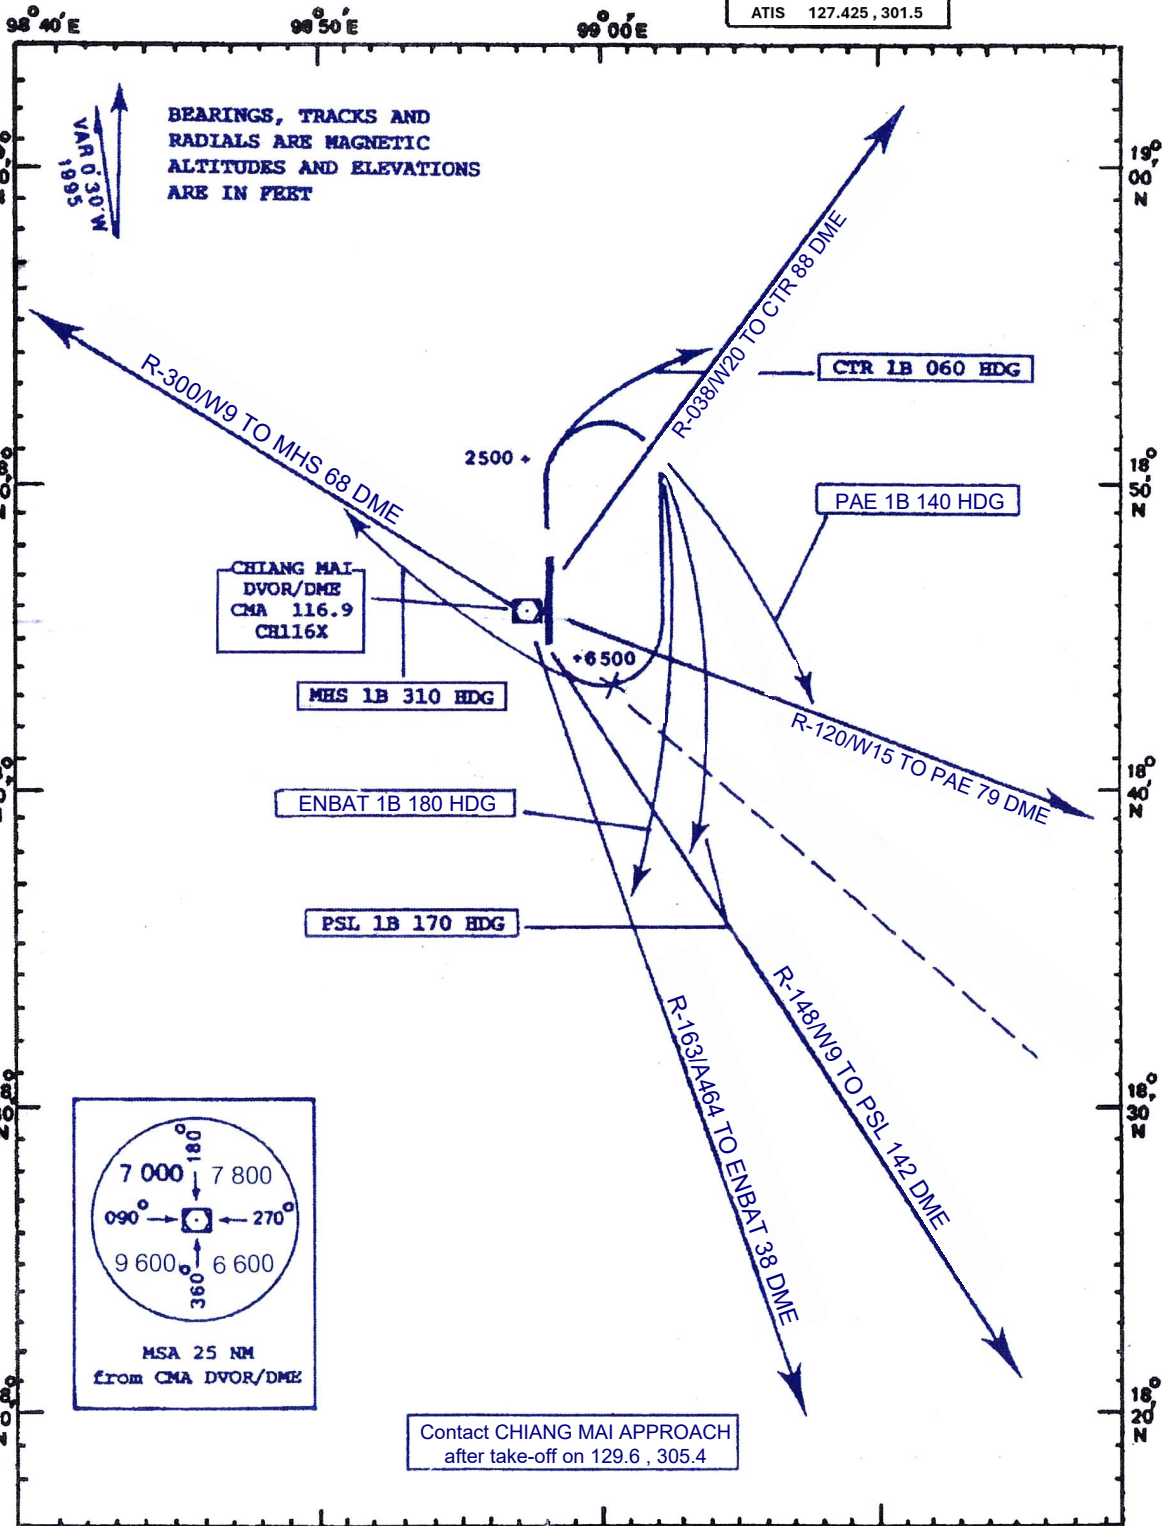 ATIS 127.425 , 301.5
98° 40'E
98° 50'E
99° 00'E
BEARINGS, TRACKS AND
RADIALS ARE MAGNETIC
ALTITUDES AND ELEVATIONS
ARE IN FEET
VAR 0°30'W
1995
19° 00' N
R-038/W20 TO CTR 88 DME
R-300/W9 TO MHS 68 DME
CTR 1B 060 HDG
2500 +
18° 50' N
PAE 1B 140 HDG
CHIANG MAI
DVOR/DME
CMA 116.9
CH116X
+6500
MHS 1B 310 HDG
R-120/W15 TO PAE 79 DME
18° 40' N
ENBAT 1B 180 HDG
PSL 1B 170 HDG
R-148/W9 TO PSL 142 DME
R-163/A464 TO ENBAT 38 DME
18° 30' N
180°
7 000 7 800
090° 270°
9 600 6 600
360°
MSA 25 NM
from CMA DVOR/DME
18° 20' N
Contact CHIANG MAI APPROACH
after take-off on 129.6 , 305.4